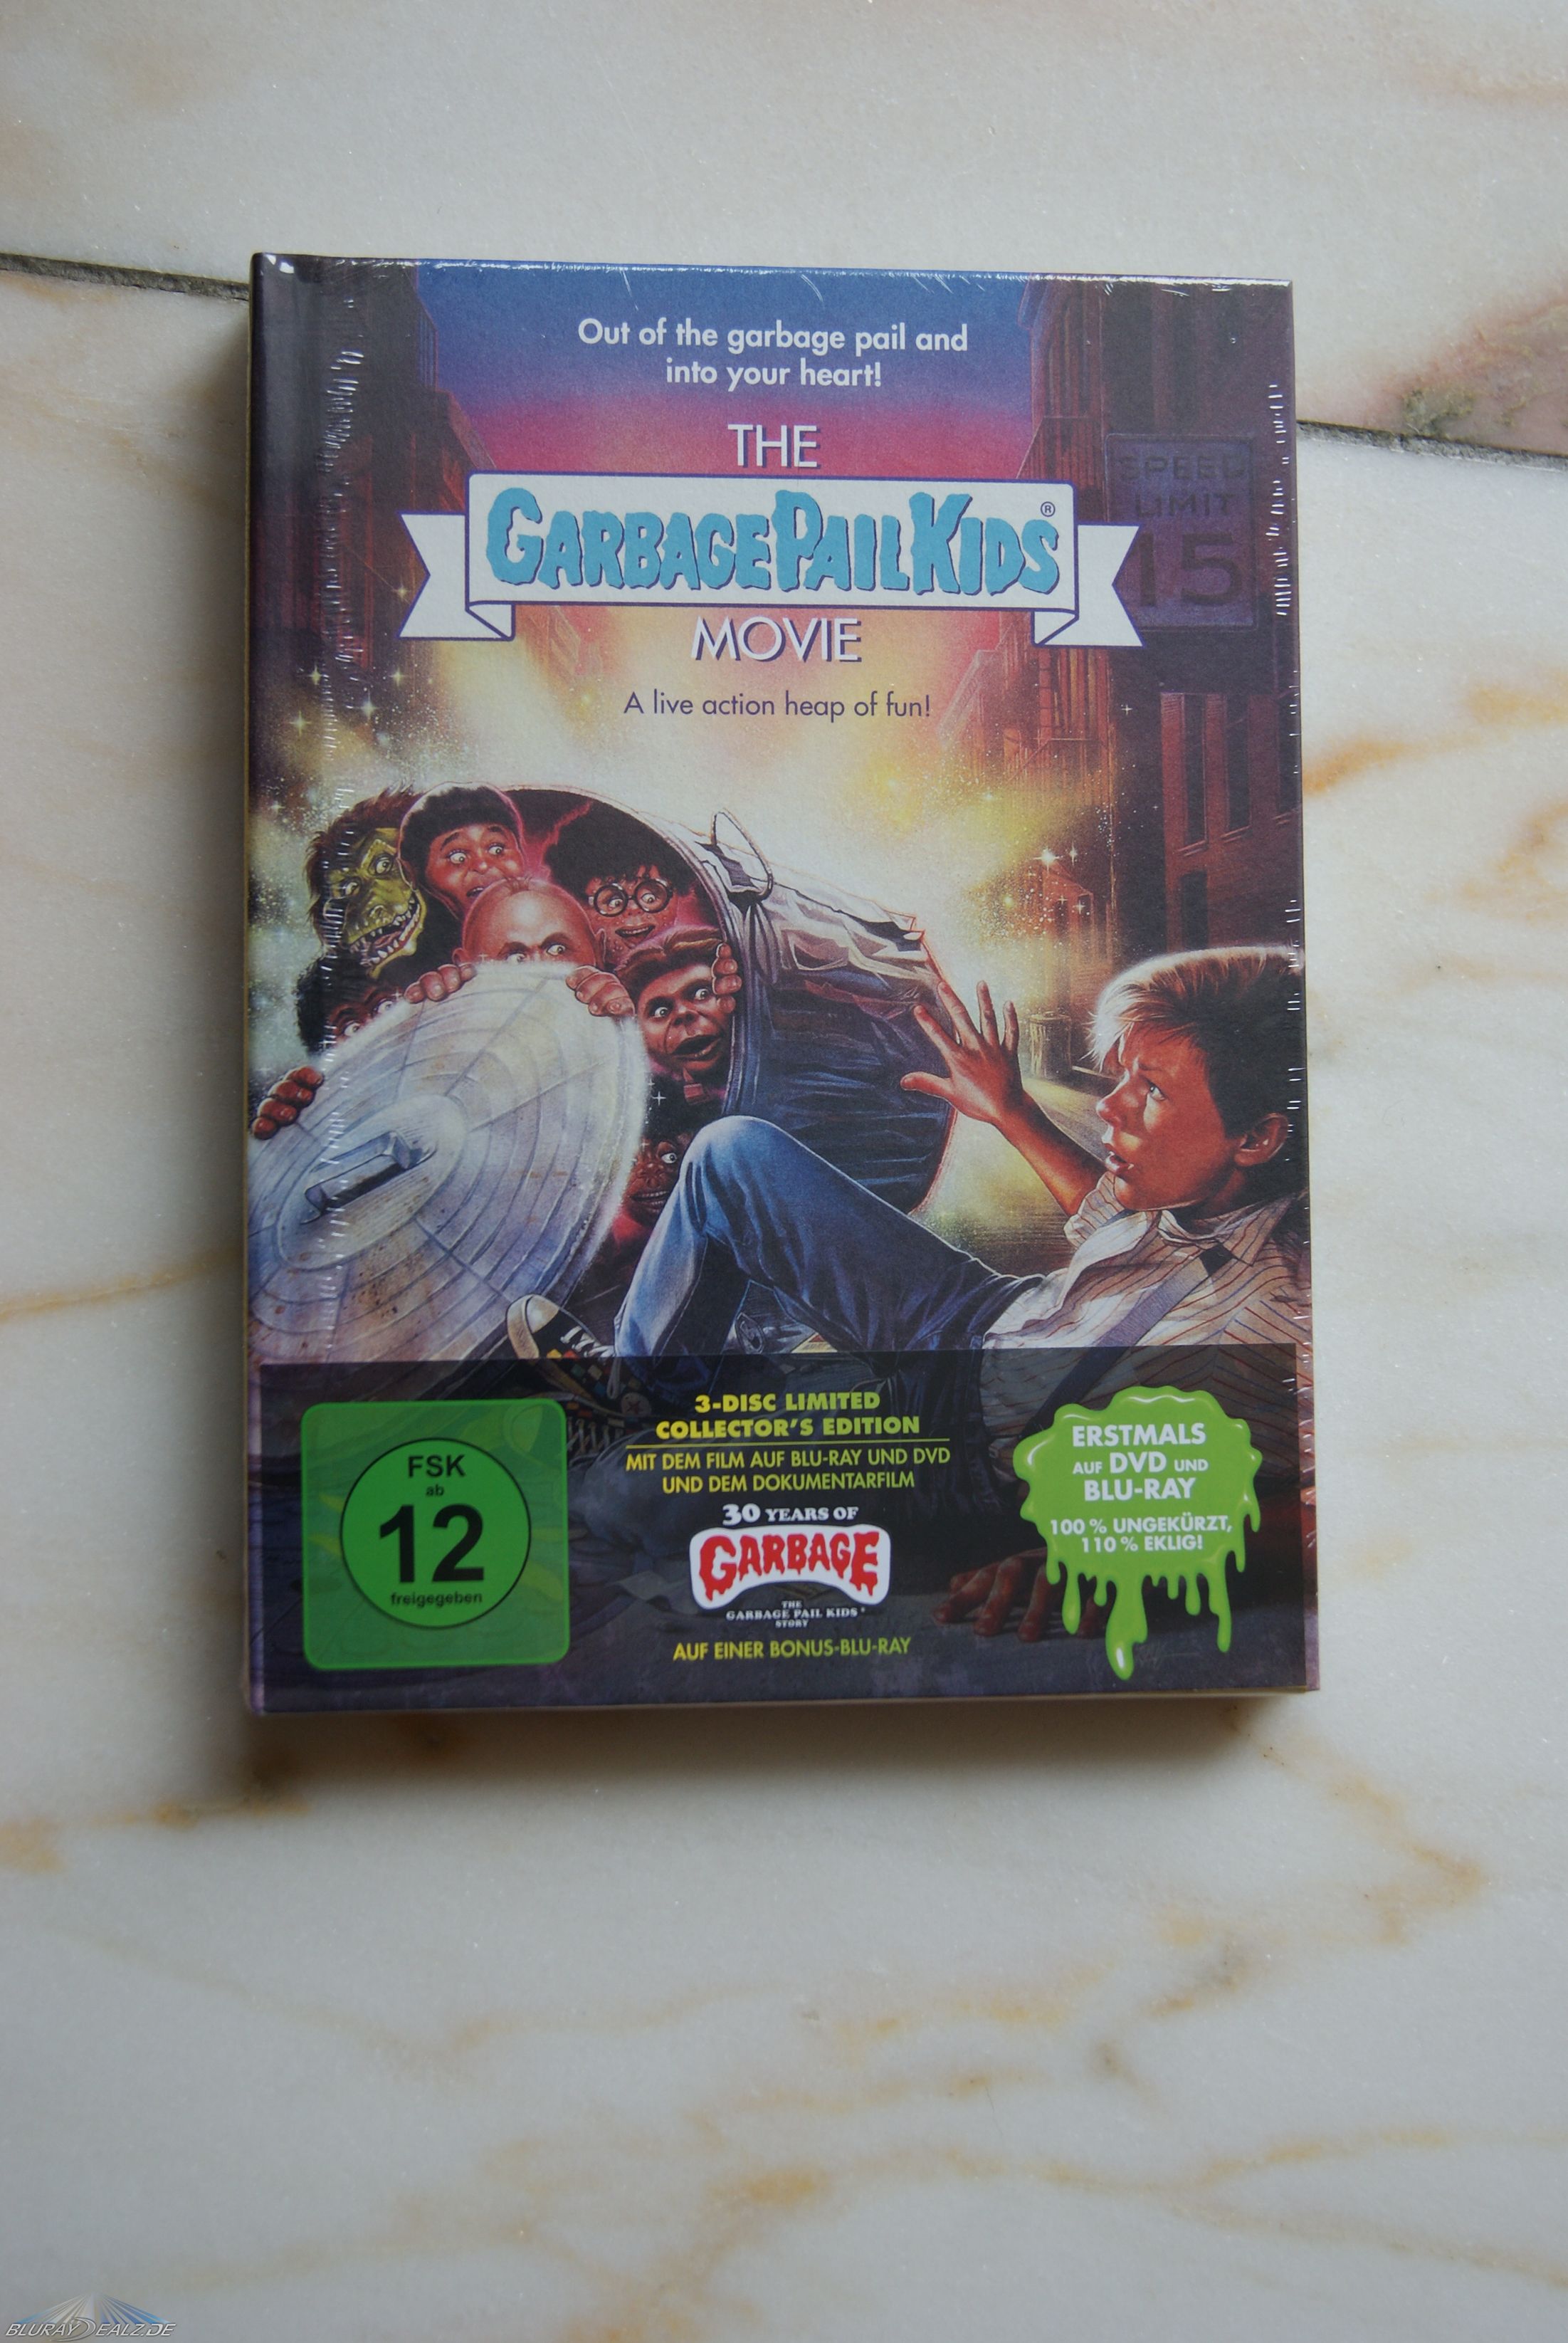 Out of the garbage pail and
into your heart!
THE
GARBAGE PAIL KIDS®
MOVIE
A live action heap of fun!
SPEED
LIMIT
15
FSK
ab
12
freigegeben
3-DISC LIMITED
COLLECTOR'S EDITION
MIT DEM FILM AUF BLU-RAY UND DVD
UND DEM DOKUMENTARFILM
30 YEARS OF
GARBAGE
THE
GARBAGE PAIL KIDS®
STORY
AUF EINER BONUS-BLU-RAY
ERSTMALS
AUF DVD UND
BLU-RAY
100 % UNGEKÜRZT,
110 % EKLIG!
BLURAYDEALZ.DE